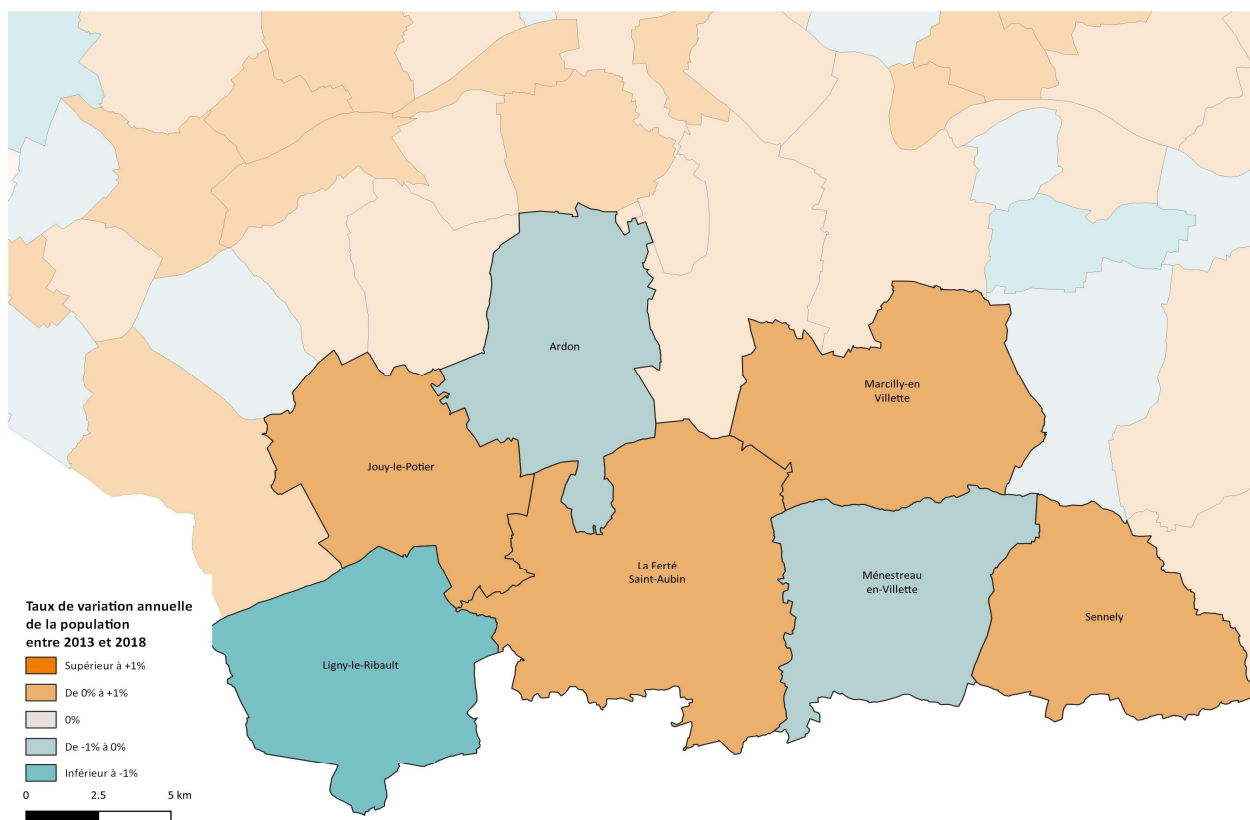 Ardon
Marcilly-en
Villette
Jouy-le-Potier
La Ferté
Saint-Aubin
Ménestreau
en-Villette
Sennely
Ligny-le-Ribault
Taux de variation annuelle
de la population
entre 2013 et 2018
Supérieur à +1%
De 0% à +1%
0%
De -1% à 0%
Inférieur à -1%
0 2.5 5 km